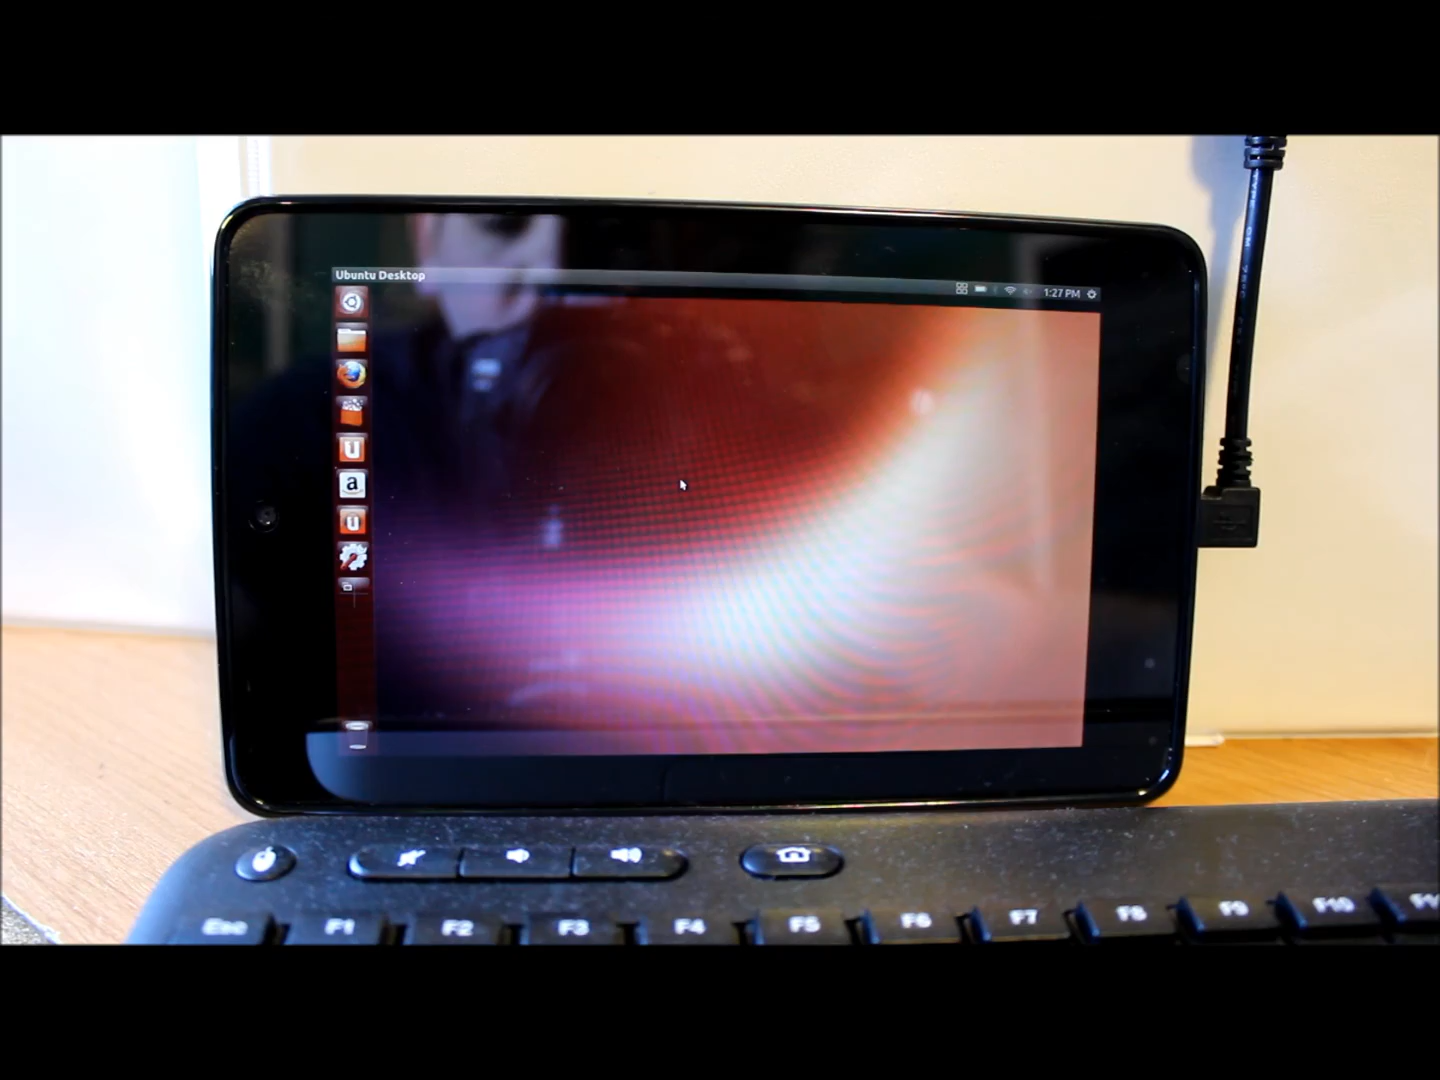 Ubuntu Desktop
1:27 PM
u
a
u
Esc F1 F2 F3 F4 F5 F6 F7 F8 F9 F10